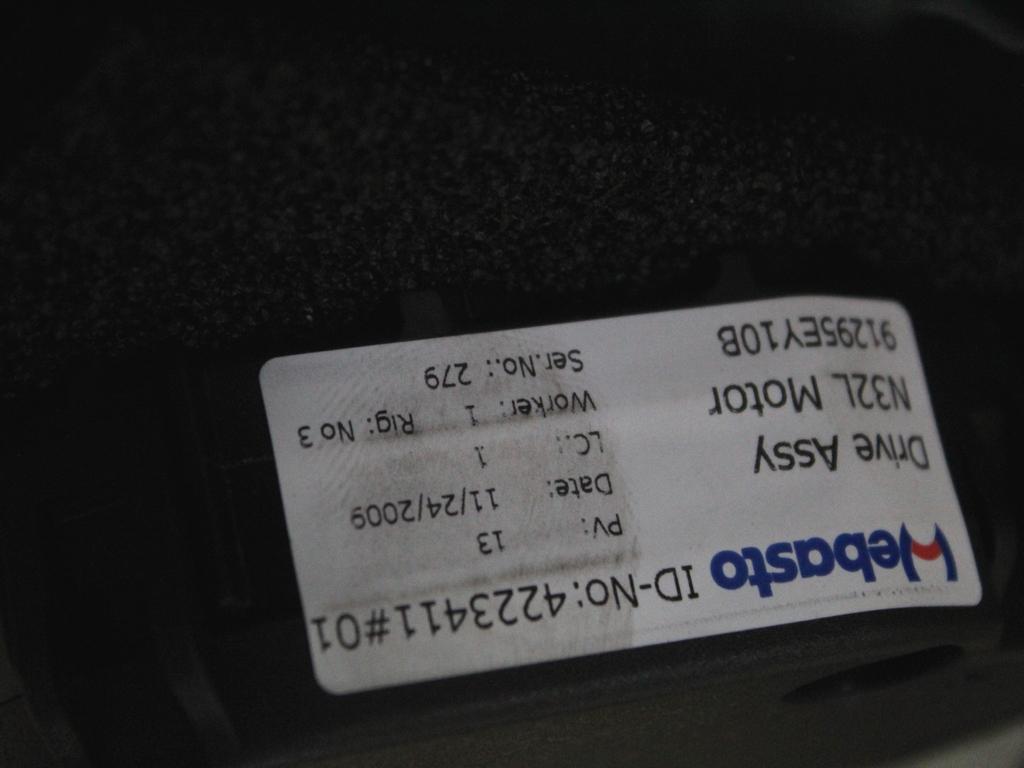 Webasto ID-No:4223411#01
PV: 13
Drive Assy Date: 11/24/2009
LC.: 1
N32L Motor Worker: 1 Rig: No 3
91295EY10B Ser.No.: 279